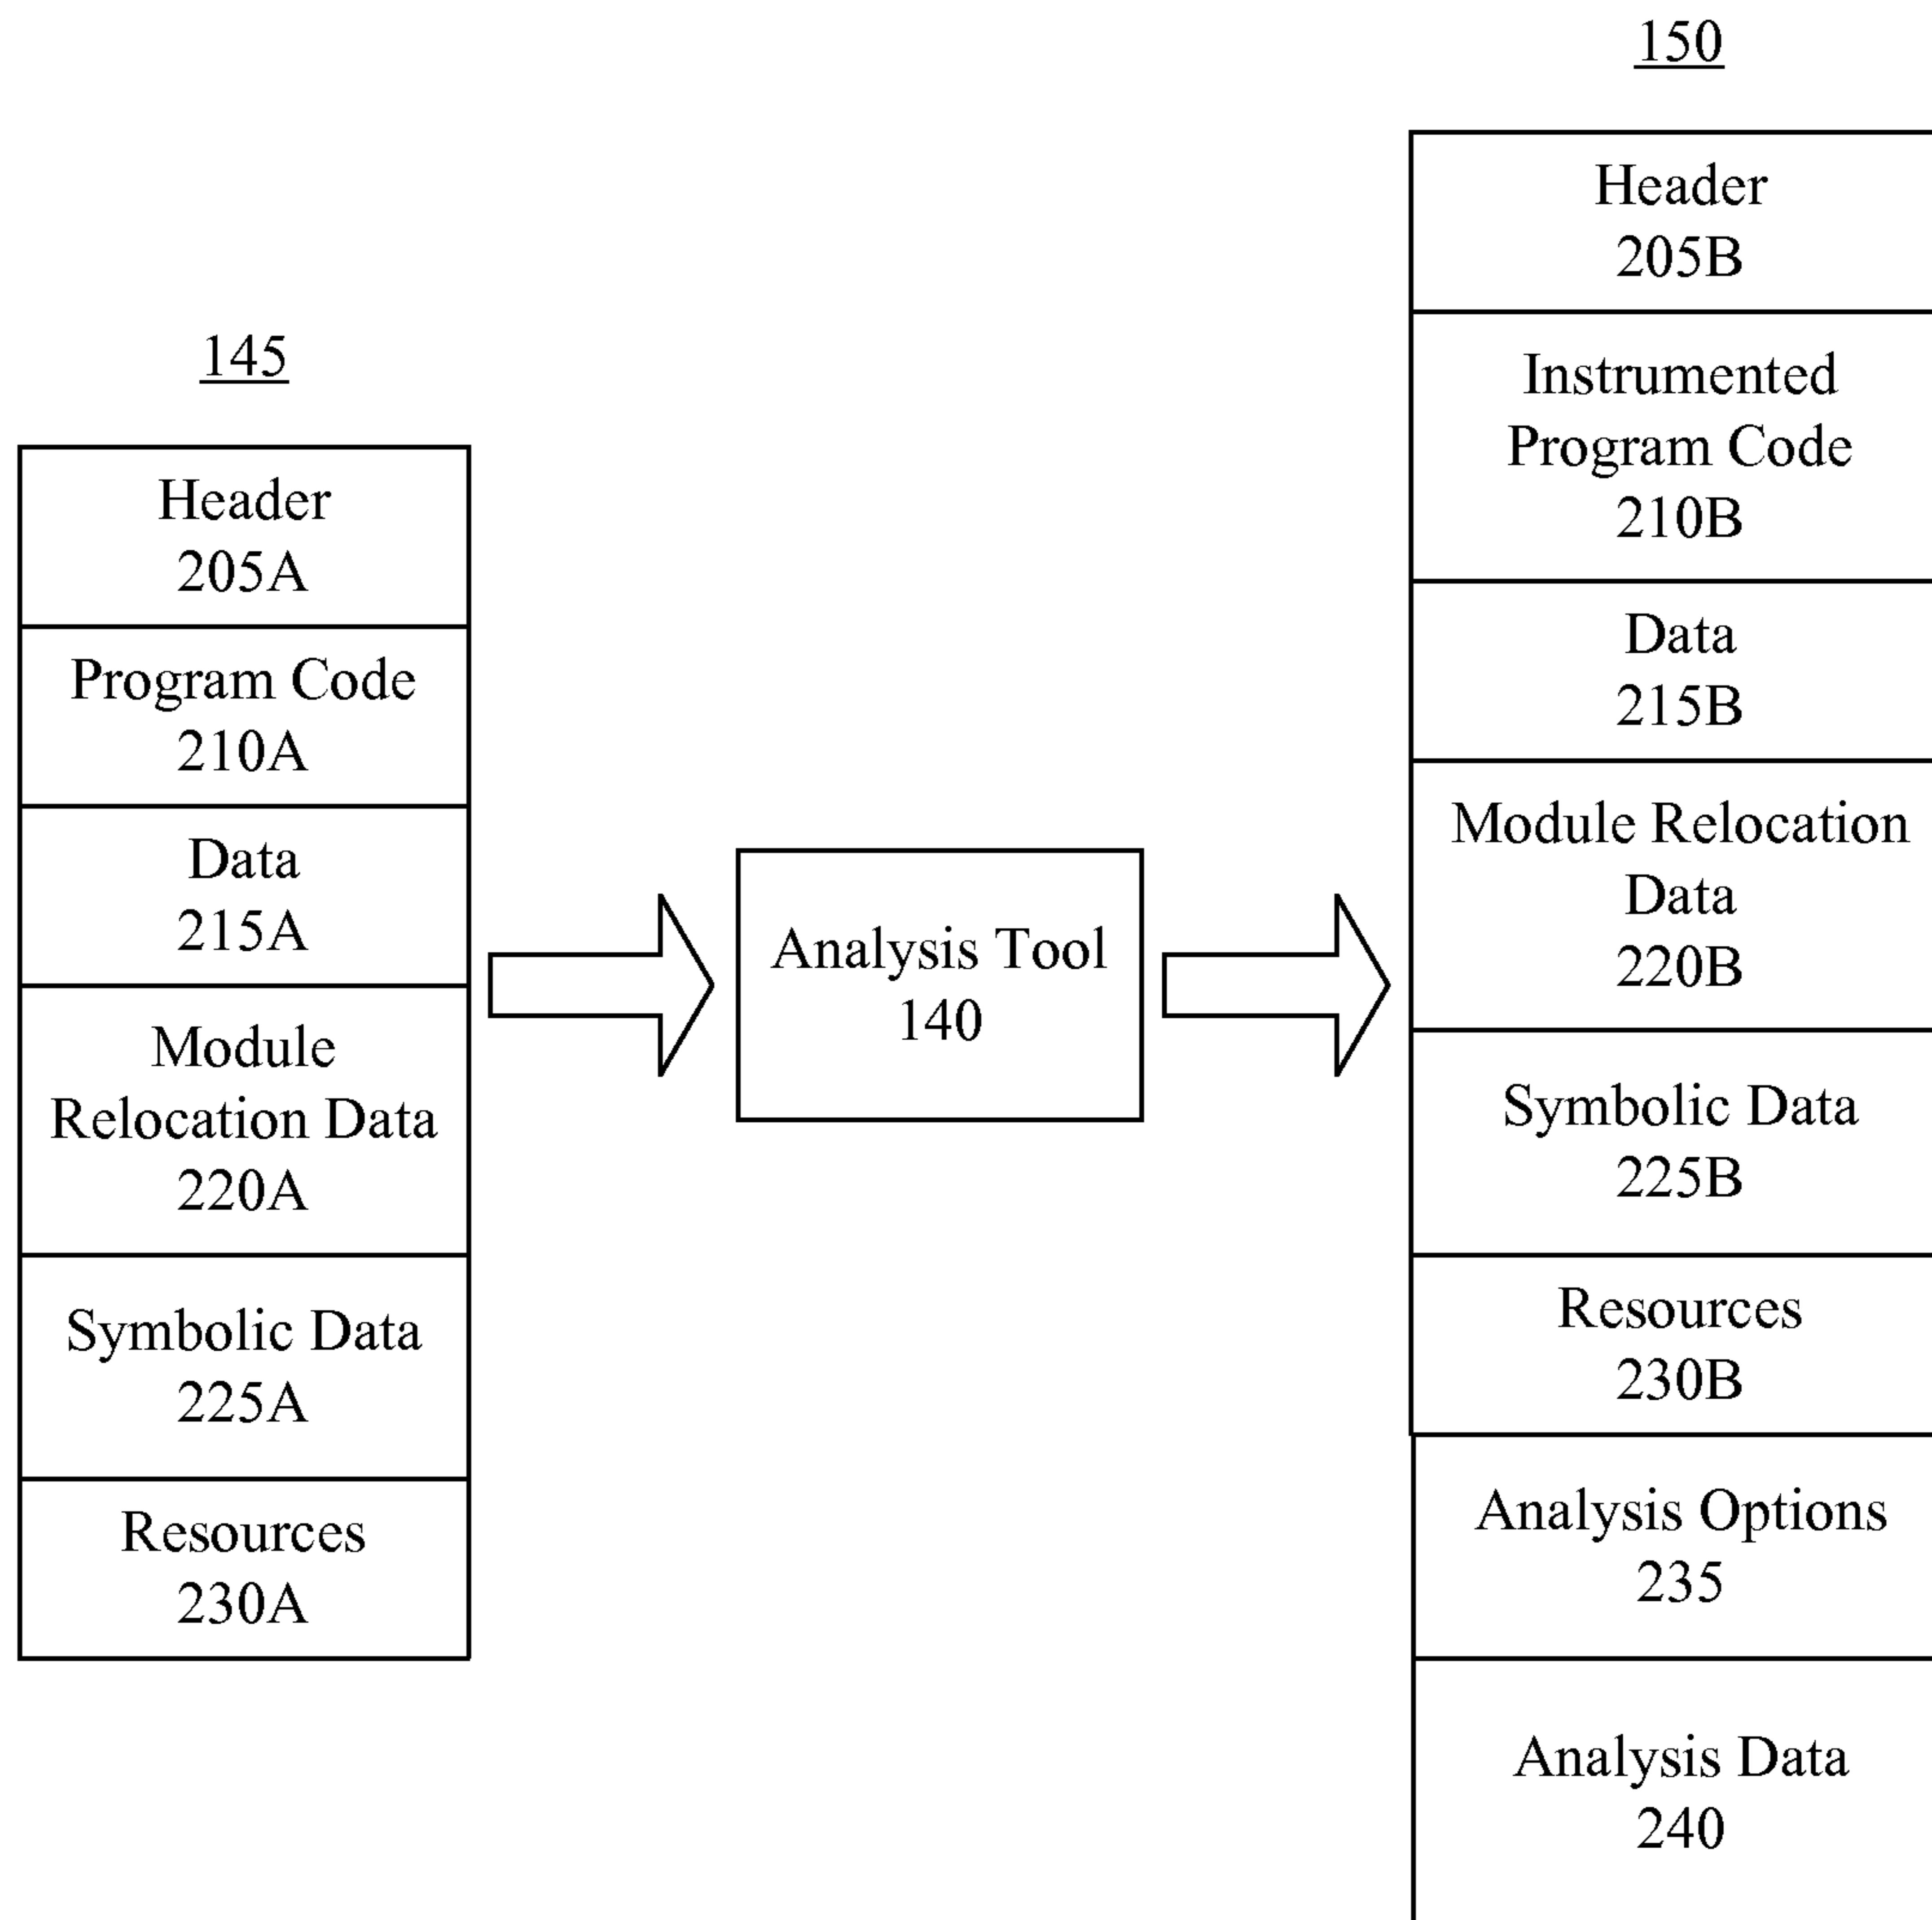 145
Header
205A
Program Code
210A
Data
215A
Module
Relocation Data
220A
Symbolic Data
225A
Resources
230A
Analysis Tool
140
150
Header
205B
Instrumented
Program Code
210B
Data
215B
Module Relocation
Data
220B
Symbolic Data
225B
Resources
230B
Analysis Options
235
Analysis Data
240